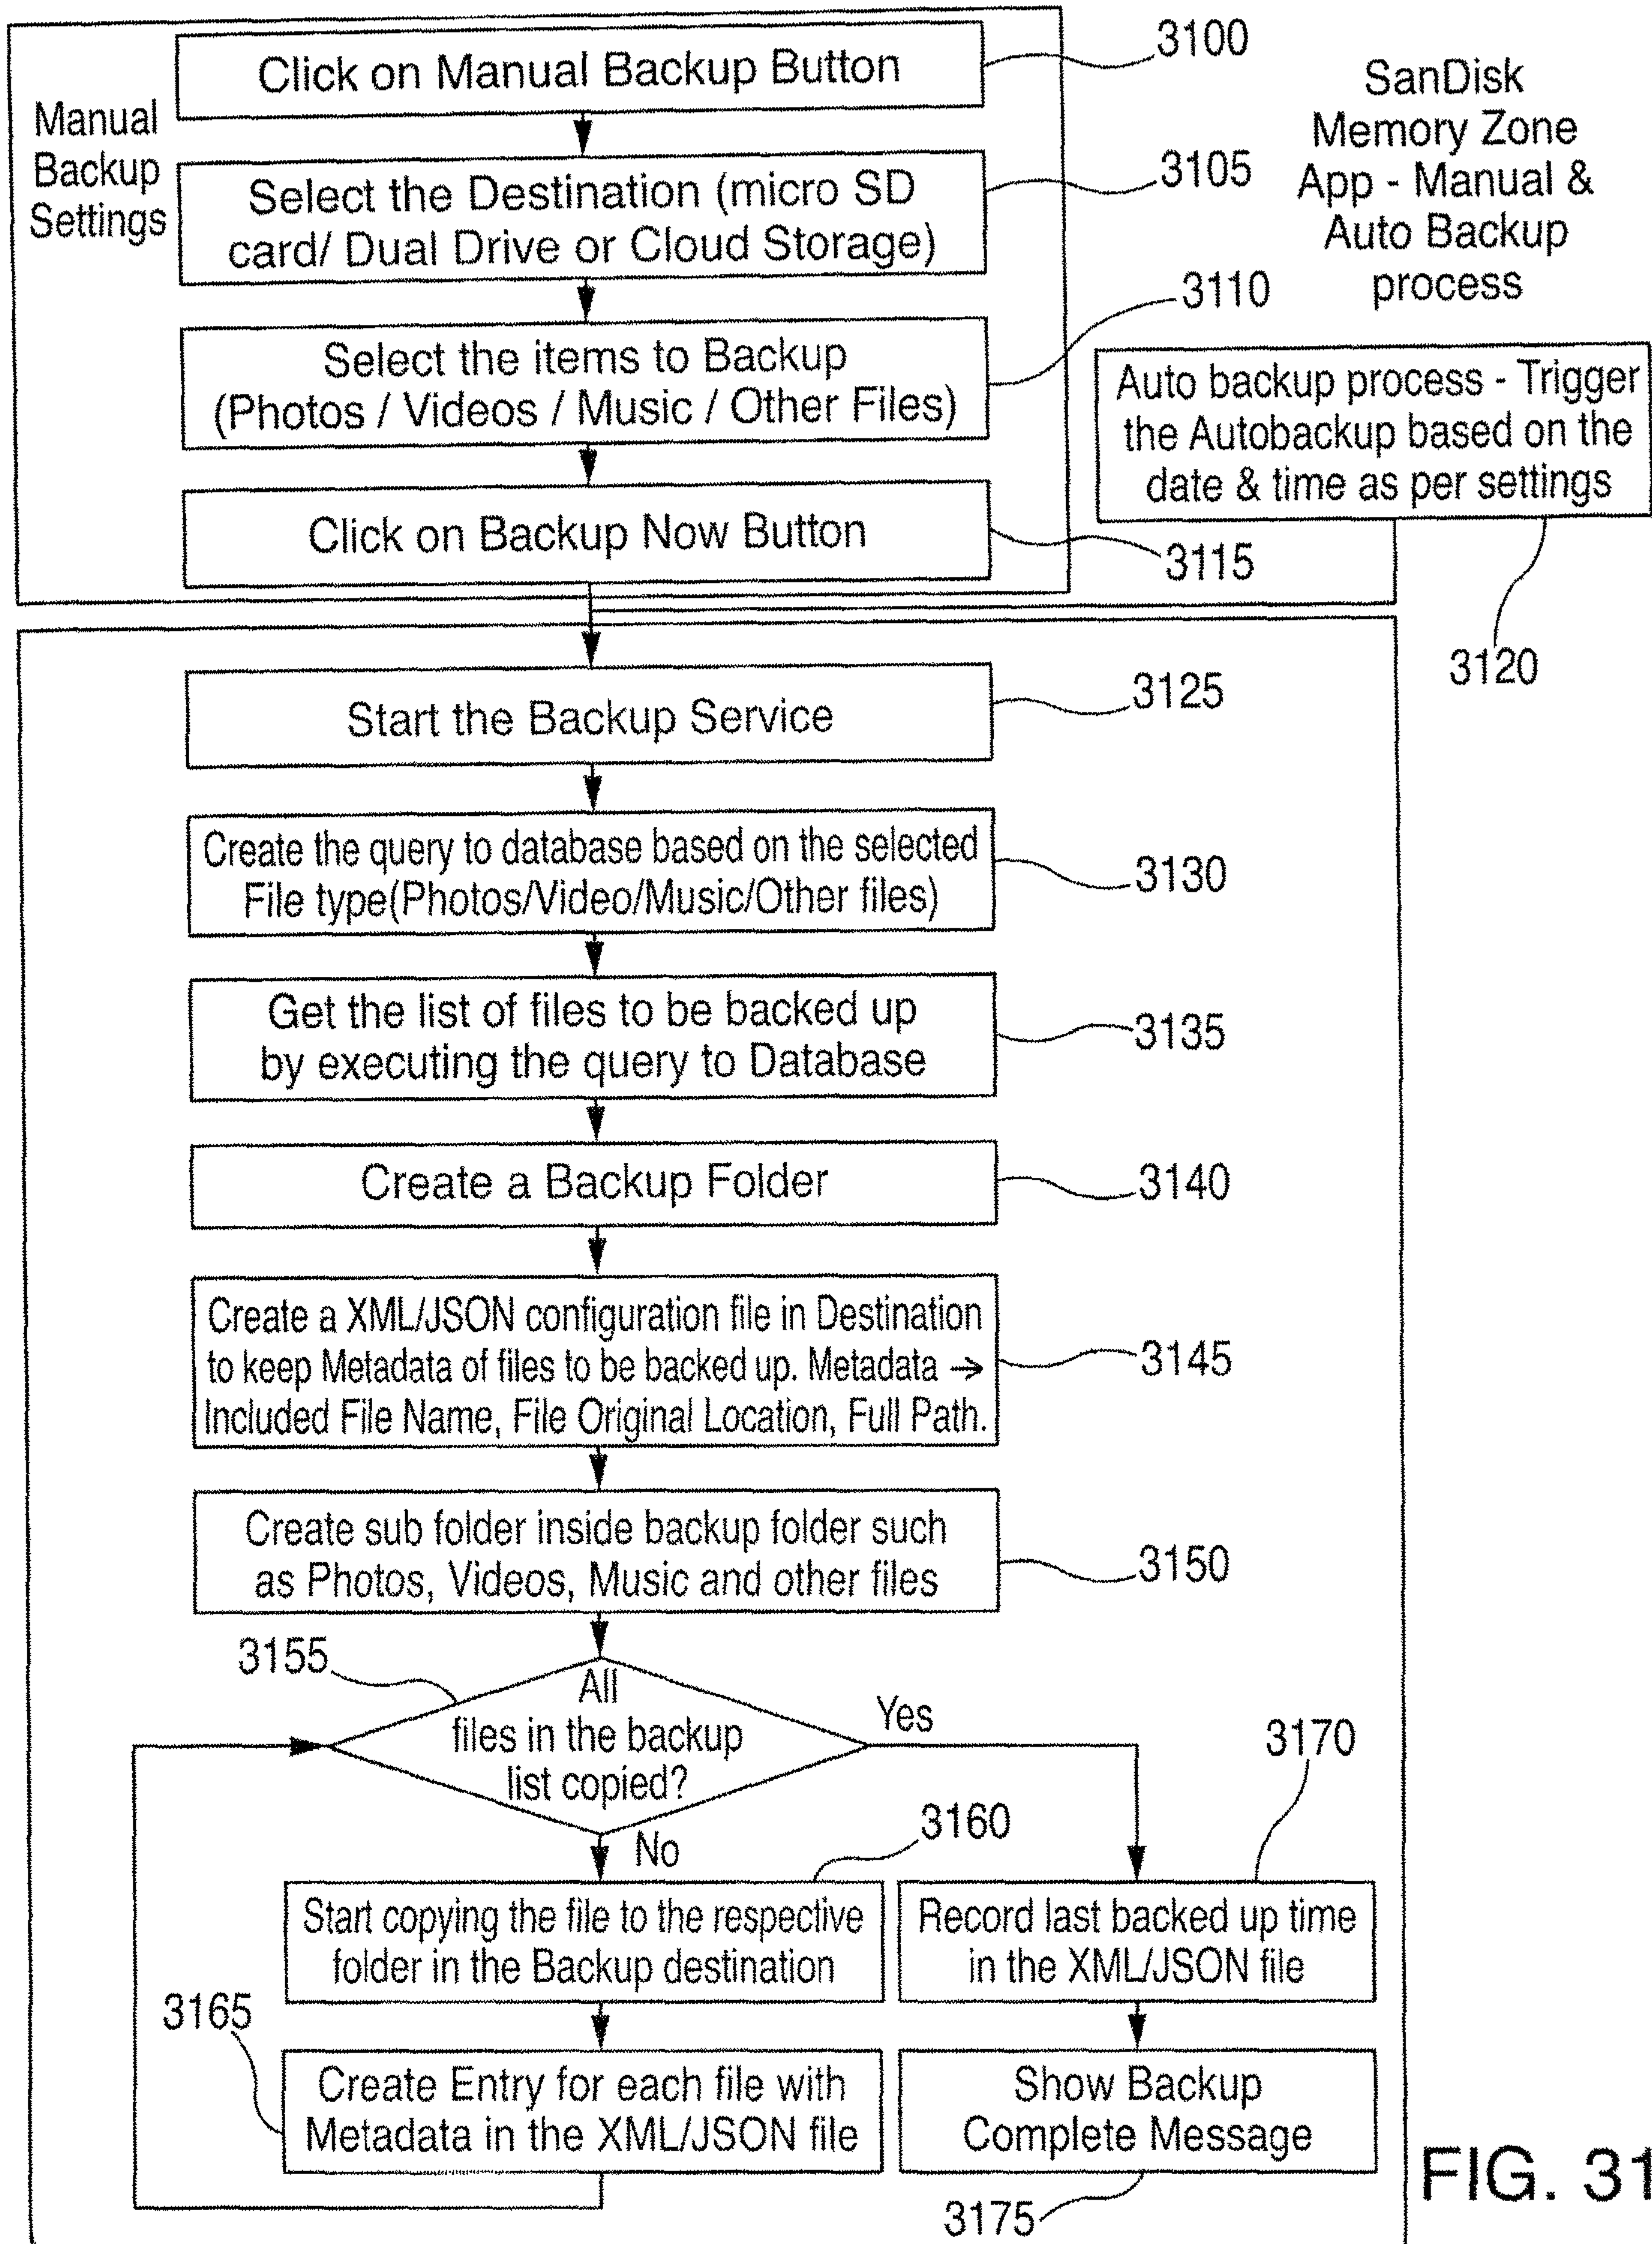 Click on Manual Backup Button
3100
Manual
Backup
Settings
SanDisk
Memory Zone
App - Manual &
Auto Backup
process
Select the Destination (micro SD
card/ Dual Drive or Cloud Storage)
3105
Select the items to Backup
(Photos / Videos / Music / Other Files)
3110
Auto backup process - Trigger
the Autobackup based on the
date & time as per settings
Click on Backup Now Button
3115
3120
Start the Backup Service
3125
Create the query to database based on the selected
File type(Photos/Video/Music/Other files)
3130
Get the list of files to be backed up
by executing the query to Database
3135
Create a Backup Folder
3140
Create a XML/JSON configuration file in Destination
to keep Metadata of files to be backed up. Metadata →
Included File Name, File Original Location, Full Path.
3145
Create sub folder inside backup folder such
as Photos, Videos, Music and other files
3150
3155
All
files in the backup
list copied?
Yes
No
3160
3170
Start copying the file to the respective
folder in the Backup destination
Record last backed up time
in the XML/JSON file
3165
Create Entry for each file with
Metadata in the XML/JSON file
Show Backup
Complete Message
3175
FIG. 31